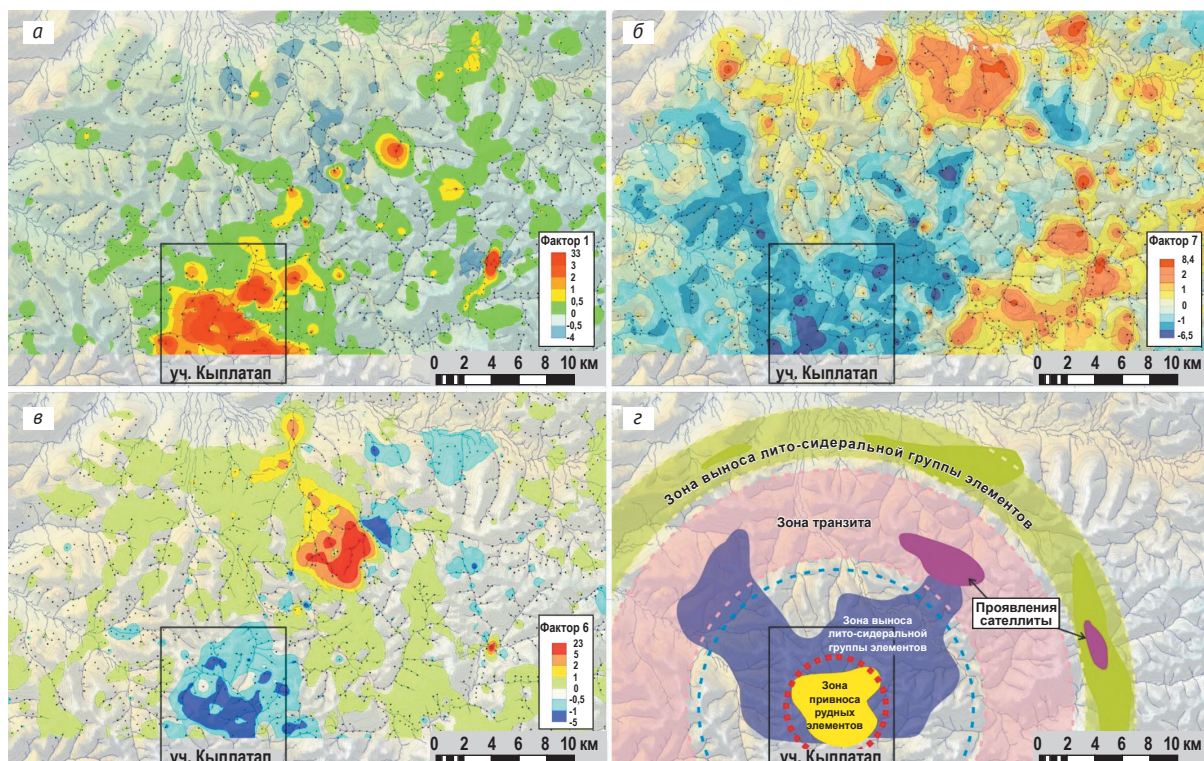 а
Фактор 1
33
3
2
1
0,5
0
-0,5
-4
0 2 4 6 8 10 км
уч. Кыплатап
б
Фактор 7
8,4
2
1
0
-1
-6,5
0 2 4 6 8 10 км
уч. Кыплатап
в
Фактор 6
23
5
2
1
0
-0,5
-1
-5
0 2 4 6 8 10 км
уч. Кыплатап
г
Зона выноса лито-сидеральной группы элементов
Зона транзита
Проявления
сателлиты
Зона выноса
лито-сидеральной
группы элементов
Зона
привноса
рудных
элементов
0 2 4 6 8 10 км
уч. Кыплатап